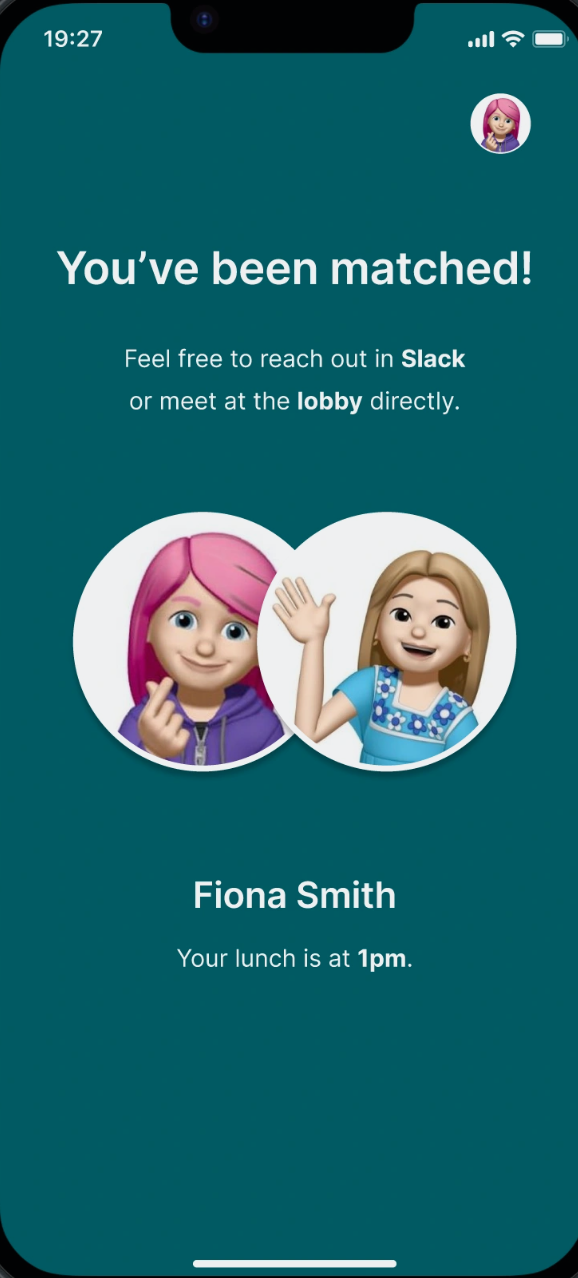 19:27
You’ve been matched!
Feel free to reach out in Slack
or meet at the lobby directly.
Fiona Smith
Your lunch is at 1pm.